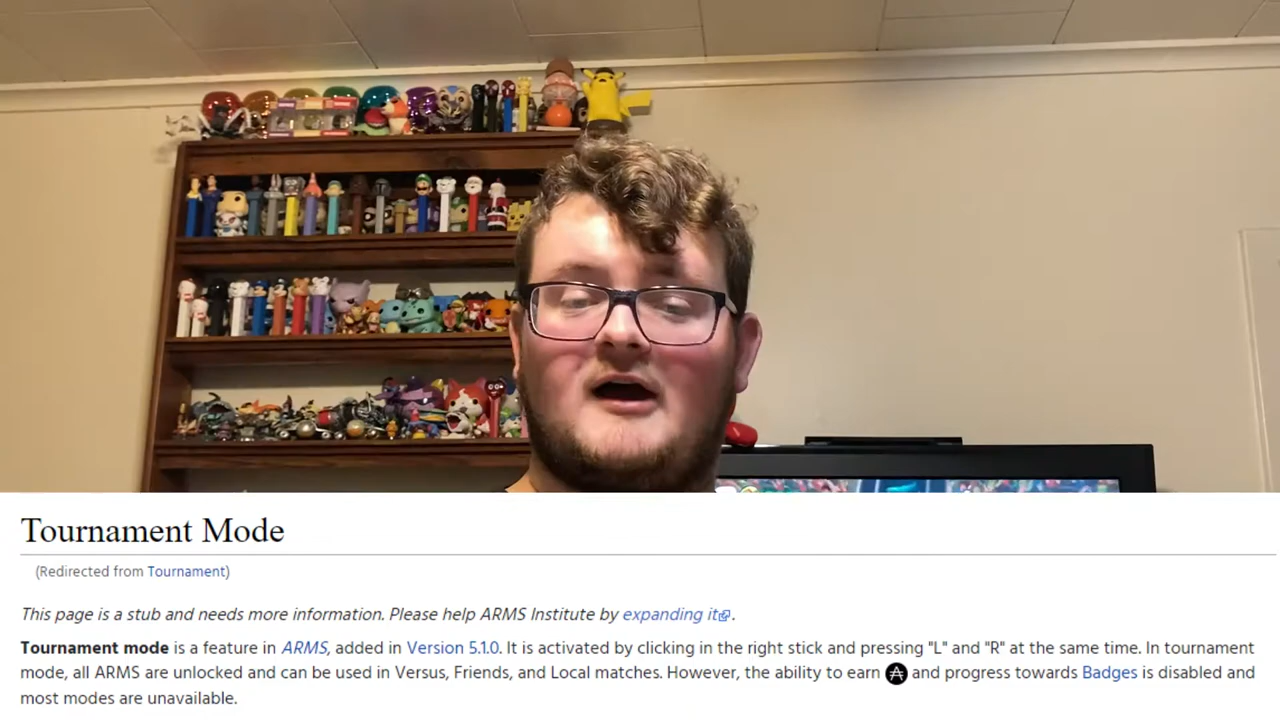 Tournament Mode
(Redirected from Tournament)
This page is a stub and needs more information. Please help ARMS Institute by expanding it.
Tournament mode is a feature in ARMS, added in Version 5.1.0. It is activated by clicking in the right stick and pressing "L" and "R" at the same time. In tournament
mode, all ARMS are unlocked and can be used in Versus, Friends, and Local matches. However, the ability to earn and progress towards Badges is disabled and
most modes are unavailable.